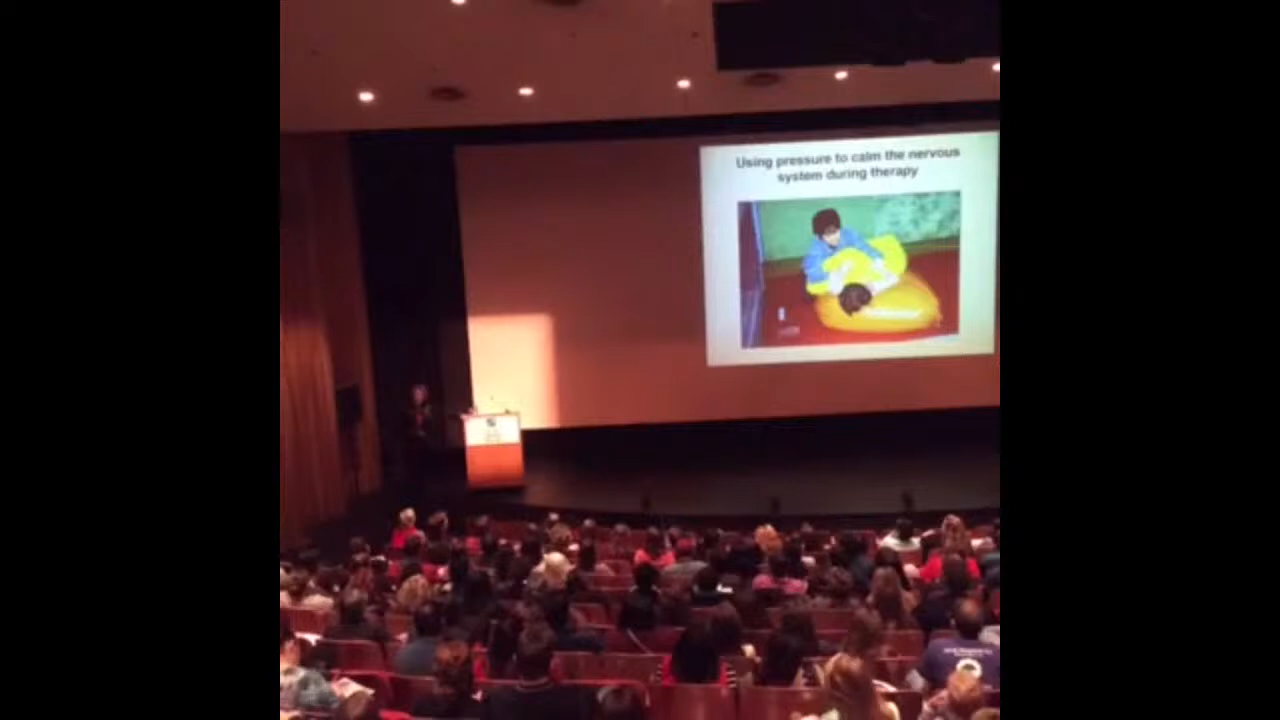 Using pressure to calm the nervous
system during therapy